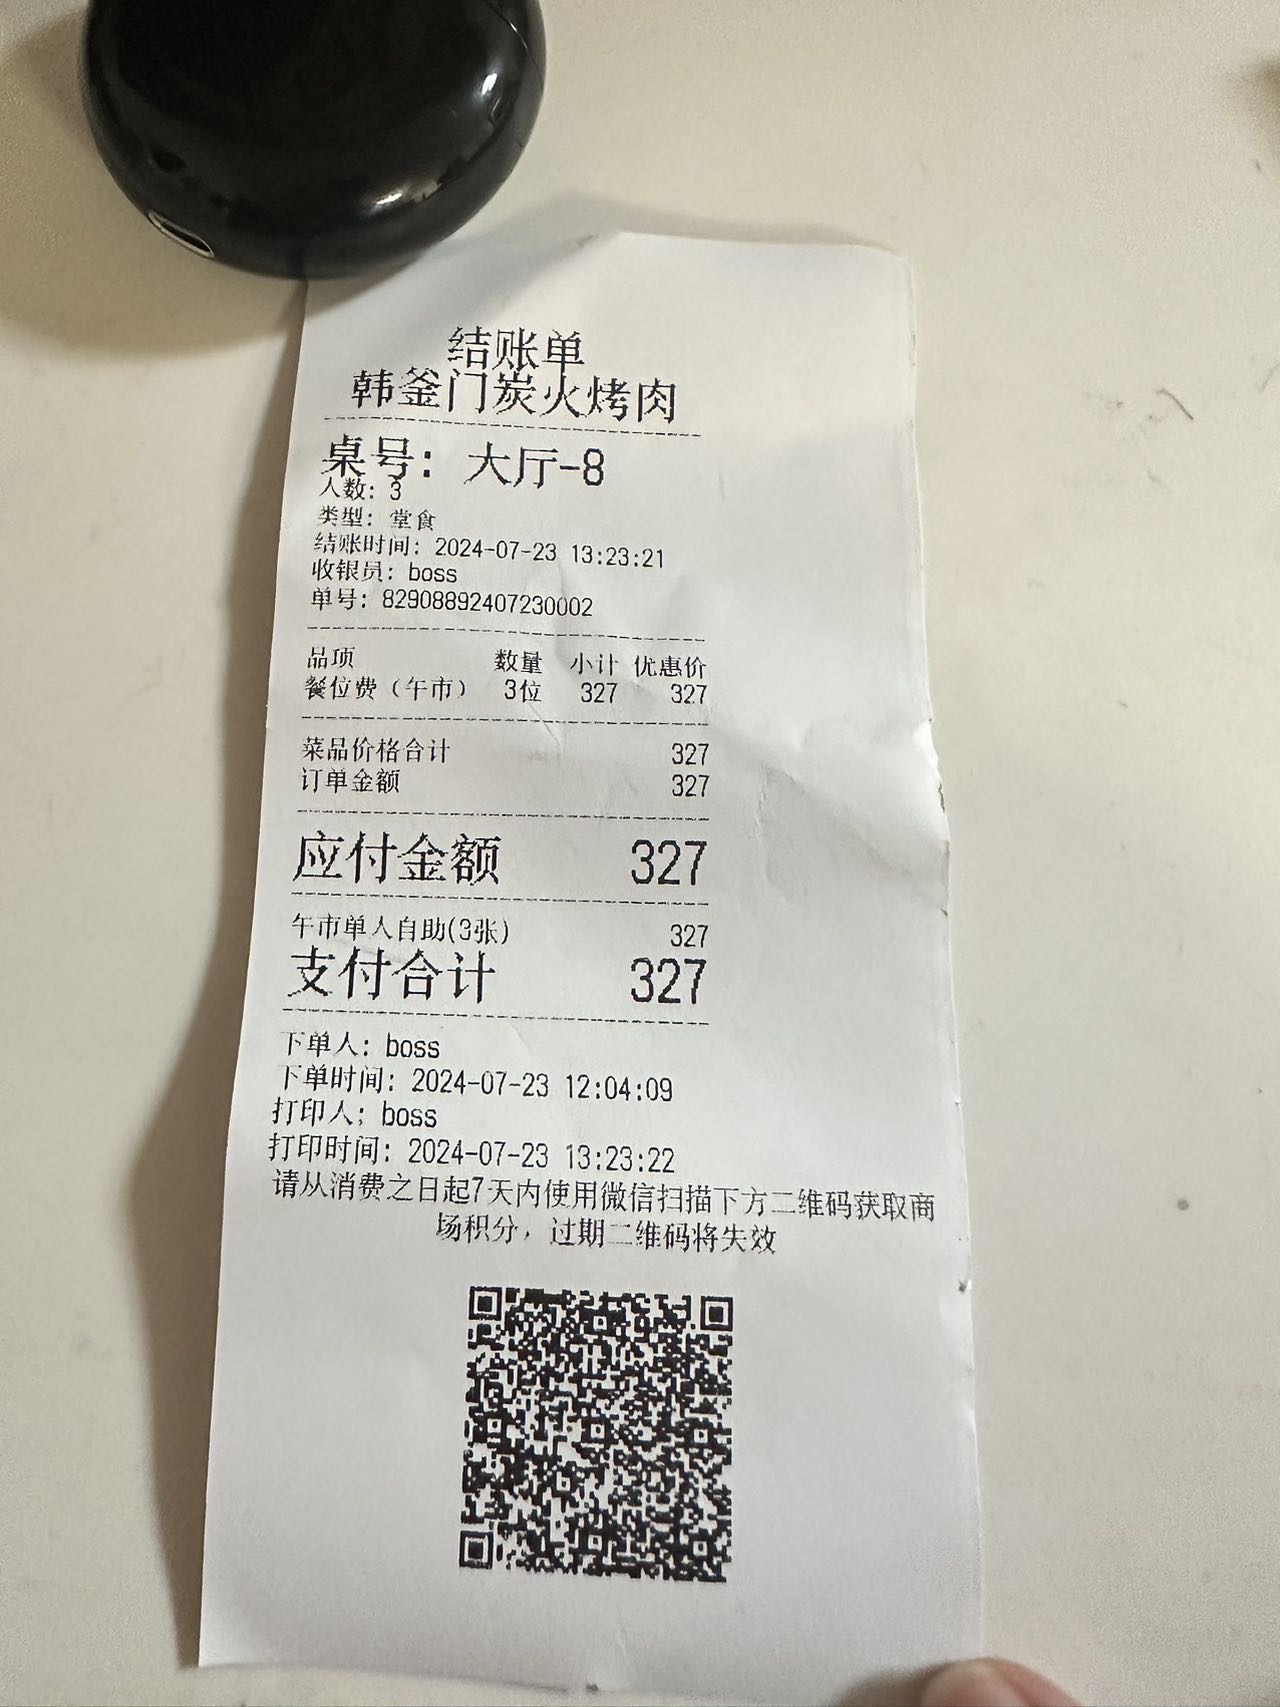 结账单
韩釜门炭火烤肉
桌号：大厅-8
人数：3
类型：堂食
结账时间：2024-07-23 13:23:21
收银员：boss
单号：82908892407230002
品项 数量 小计 优惠价
餐位费（午市） 3位 327 327
菜品价格合计 327
订单金额 327
应付金额 327
午市单人自助(3张) 327
支付合计 327
下单人：boss
下单时间：2024-07-23 12:04:09
打印人：boss
打印时间：2024-07-23 13:23:22
请从消费之日起7天内使用微信扫描下方二维码获取商
场积分，过期二维码将失效